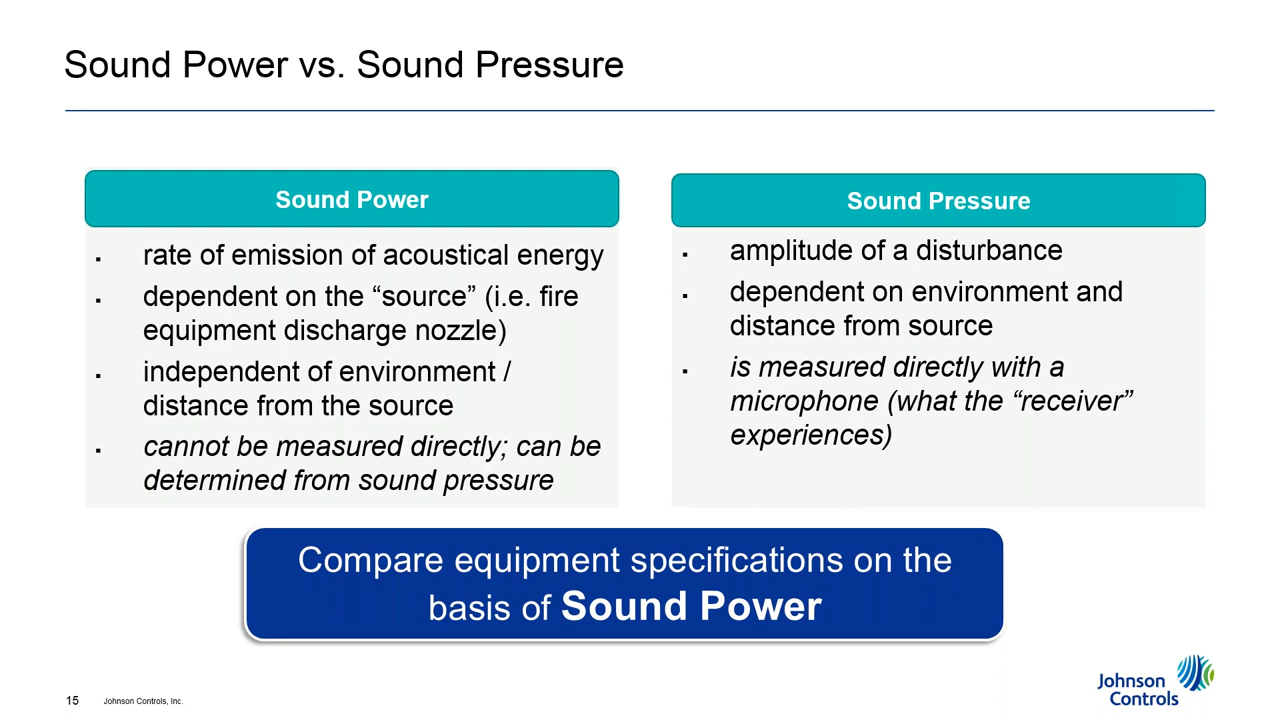 Sound Power vs. Sound Pressure
Sound Power
▪ rate of emission of acoustical energy
▪ dependent on the “source” (i.e. fire
equipment discharge nozzle)
▪ independent of environment /
distance from the source
▪ cannot be measured directly; can be
determined from sound pressure
Sound Pressure
▪ amplitude of a disturbance
▪ dependent on environment and
distance from source
▪ is measured directly with a
microphone (what the “receiver”
experiences)
Compare equipment specifications on the
basis of Sound Power
15 Johnson Controls, Inc.
Johnson
Controls